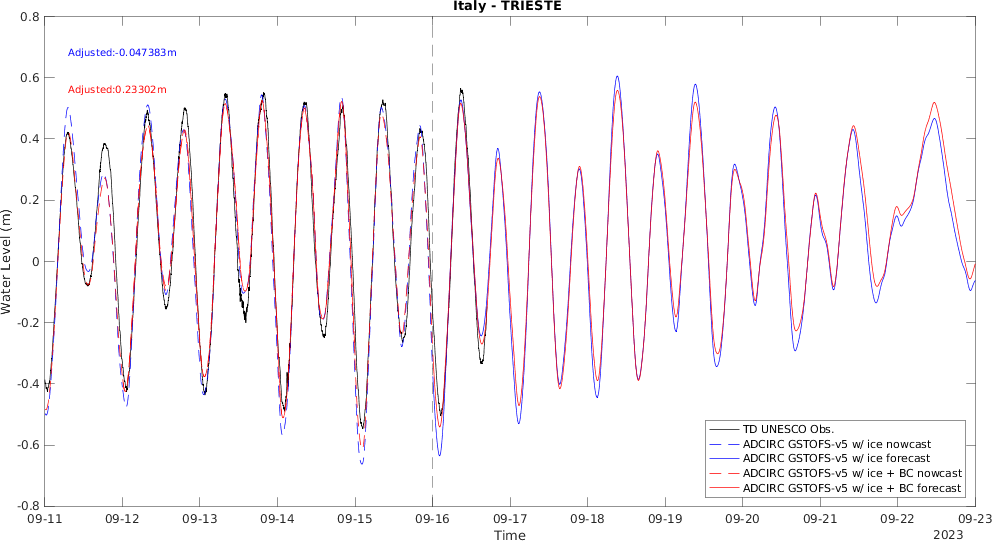 Italy - TRIESTE
0.8
0.6
0.4
0.2
0
-0.2
-0.4
-0.6
-0.8
Water Level (m)
Adjusted:-0.047383m
Adjusted:0.23302m
TD UNESCO Obs.
ADCIRC GSTOFS-v5 w/ ice nowcast
ADCIRC GSTOFS-v5 w/ ice forecast
ADCIRC GSTOFS-v5 w/ ice + BC nowcast
ADCIRC GSTOFS-v5 w/ ice + BC forecast
09-11 09-12 09-13 09-14 09-15 09-16 09-17 09-18 09-19 09-20 09-21 09-22 09-23
Time
2023